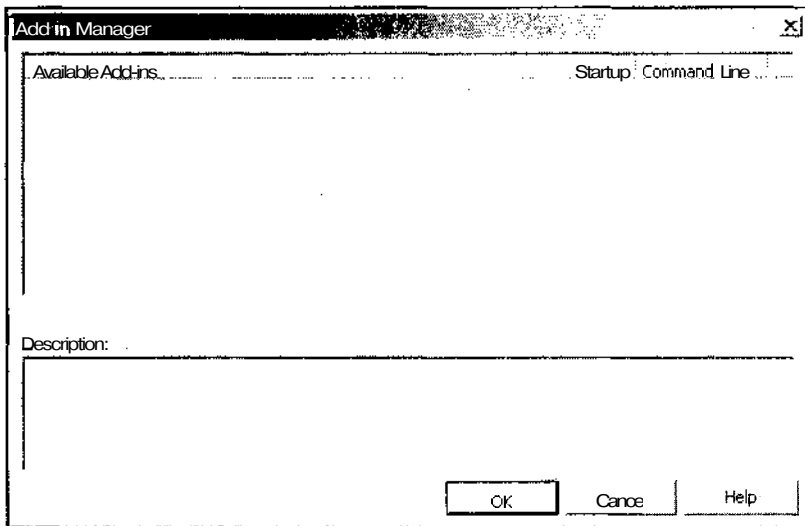 Add-in Manager
Available Add-ins Startup Command Line
Description:
OK Cance Help